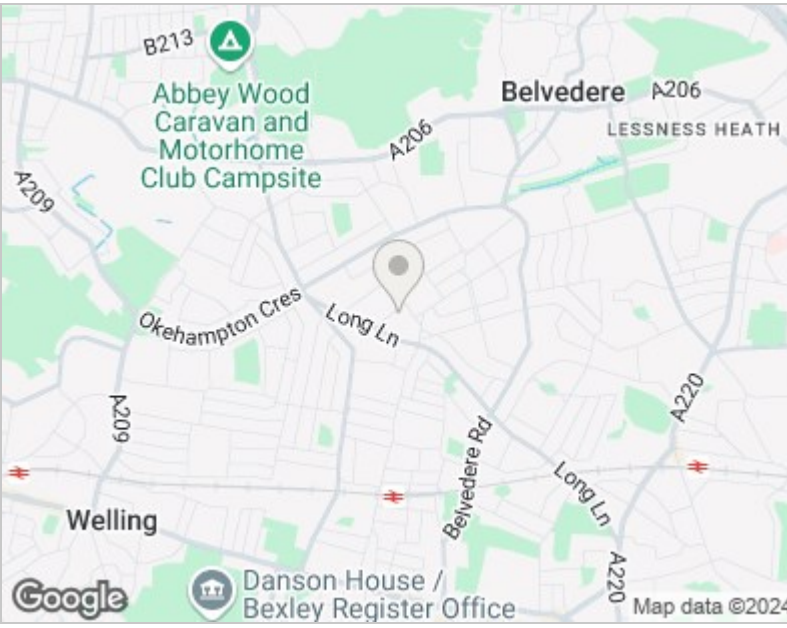 B213
Abbey Wood
Caravan and
Motorhome
Club Campsite
Belvedere
A206
LESSNESS HEATH
A206
A209
Okehampton Cres
Long Ln
A209
A220
Belvedere Rd
Long Ln
Welling
A220
Danson House /
Bexley Register Office
Google
Map data ©2024